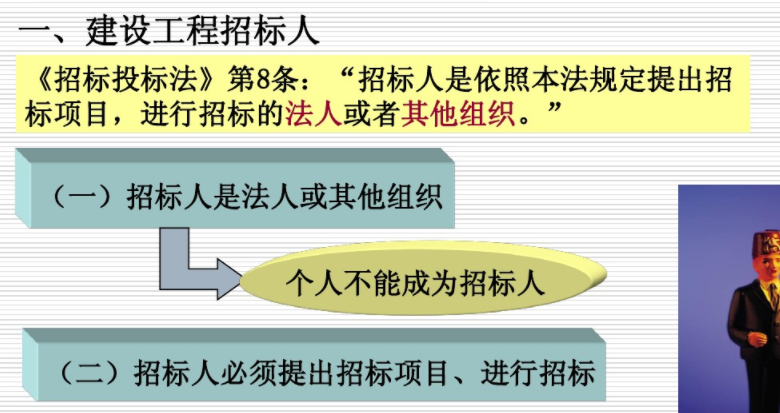 一、建设工程招标人
《招标投标法》第8条：“招标人是依照本法规定提出招
标项目，进行招标的法人或者其他组织。”
（一）招标人是法人或其他组织
个人不能成为招标人
（二）招标人必须提出招标项目、进行招标